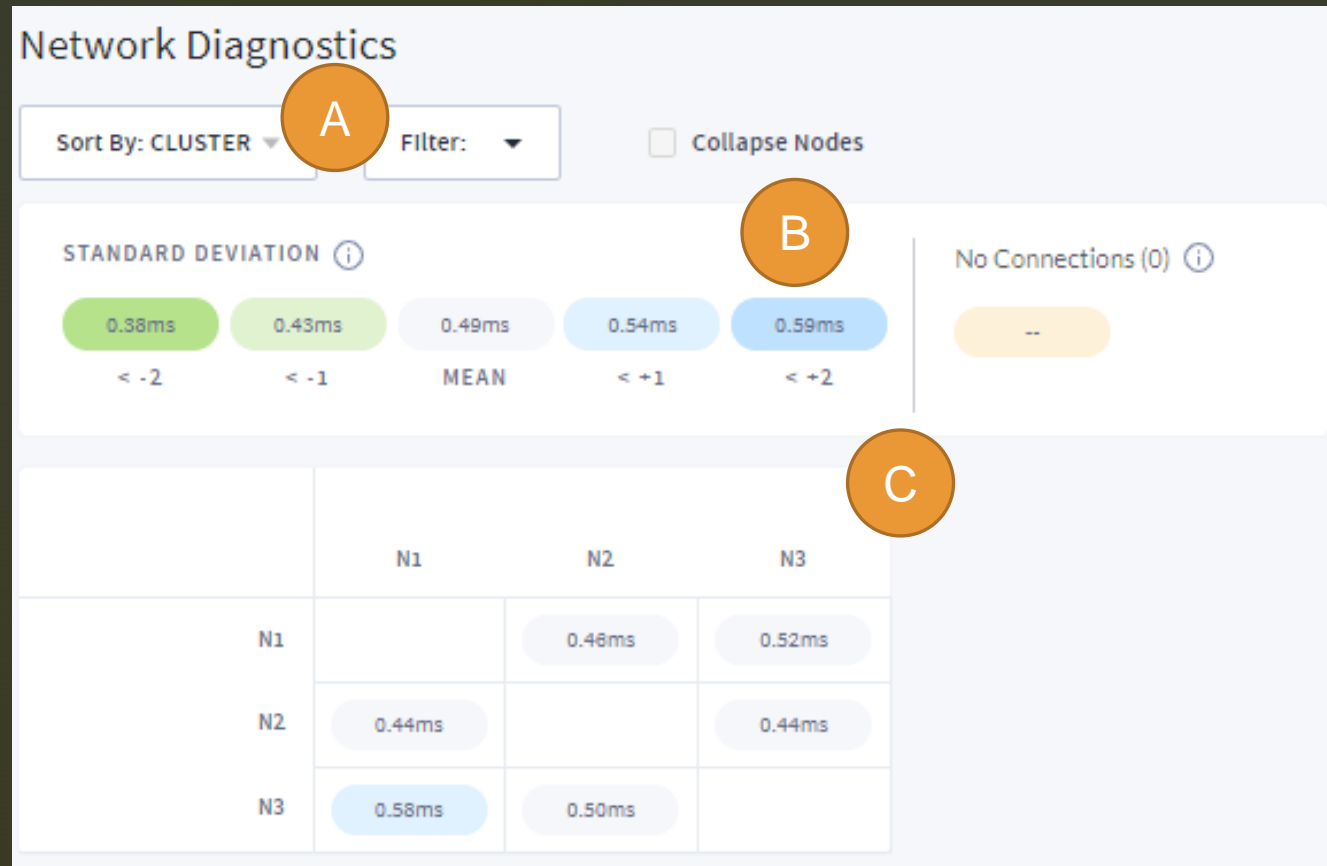 Network Diagnostics
A
Sort By: CLUSTER
FIlter:
Collapse Nodes
B
STANDARD DEVIATION
No Connections (0)
0.38ms 0.43ms 0.49ms 0.54ms 0.59ms
--
< -2 < -1 MEAN < +1 < +2
C
N1 N2 N3
N1 0.46ms 0.52ms
N2 0.44ms 0.44ms
N3 0.58ms 0.50ms